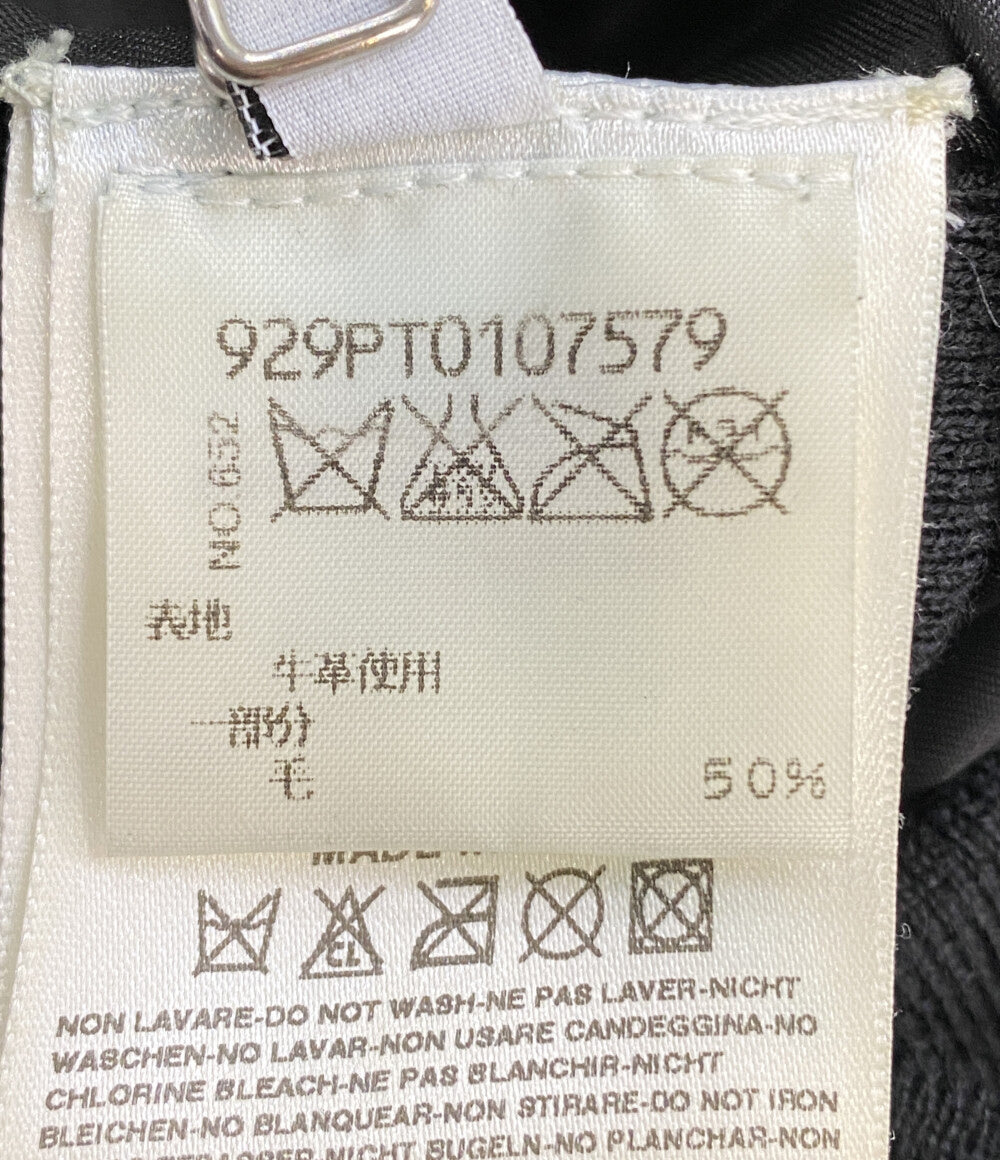 929PT0107579
表地
牛革使用
一部分
毛 50%
CL
NON LAVARE-DO NOT WASH-NE PAS LAVER-NICHT
WASCHEN-NO LAVAR-NON USARE CANDEGGINA-NO
CHLORINE BLEACH-NE PAS BLANCHIR-NICHT
BLEICHEN-NO BLANQUEAR-NON STIRARE-DO NOT IRON
NICHT BUGELN-NO PLANCHAR-NON